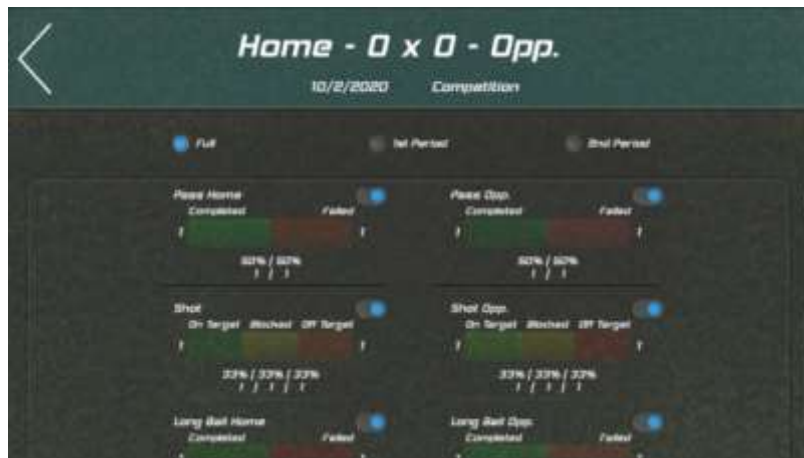 Home - 0 x 0 - Opp.
10/2/2020 Competition
Full 1st Period 2nd Period
Pass Home Pass Opp.
Completed Failed Completed Failed
1 1 1 1
50% / 50% 50% / 50%
1 / 1 1 / 1
Shot Shot Opp.
On Target Blocked Off Target On Target Blocked Off Target
1 1 1 1
33% / 33% / 33% 33% / 33% / 33%
1 / 1 / 1 1 / 1 / 1
Long Ball Home Long Ball Opp.
Completed Failed Completed Failed